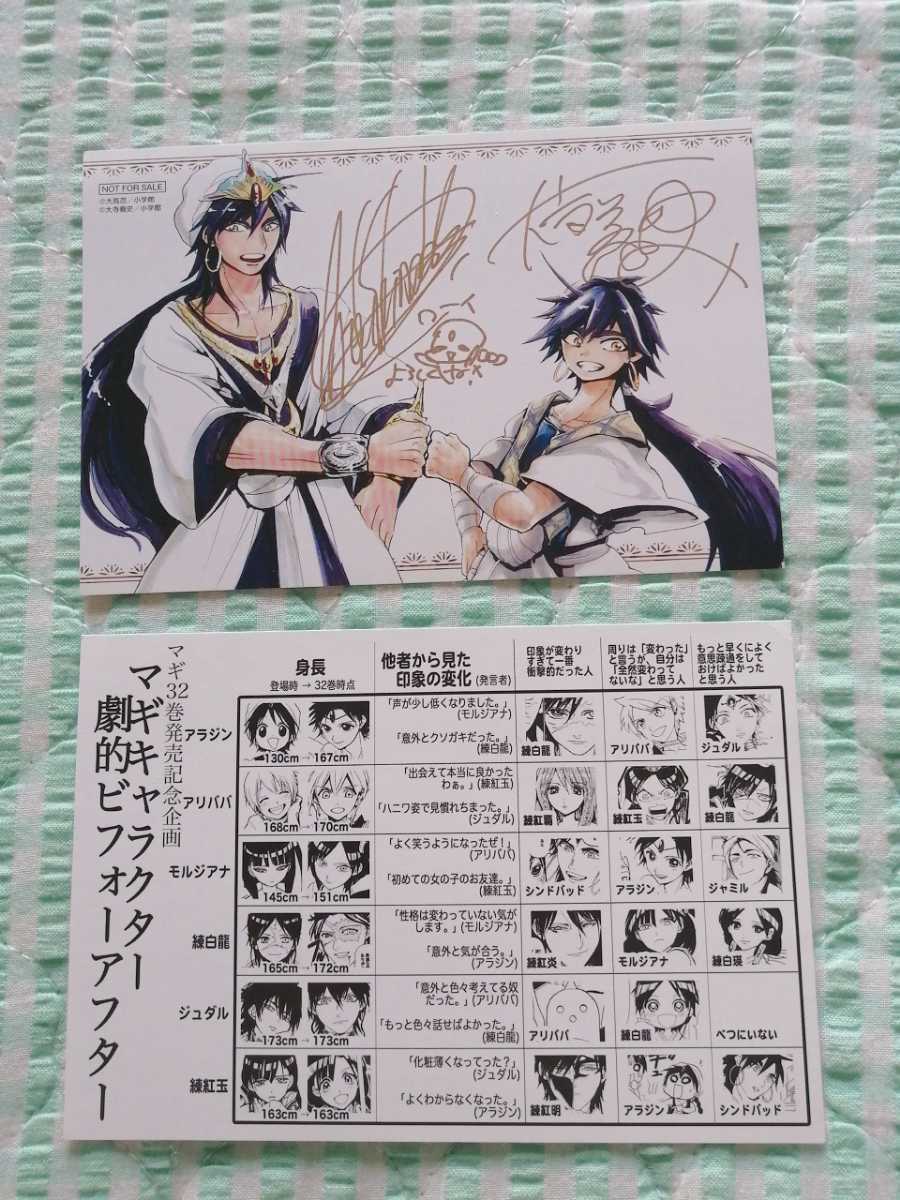 NOT FOR SALE
©大高忍/小学館
©大寺義史/小学館
ワーイ
よろしくね!!
マギ32巻発売記念企画
マギキャラクター
劇的ビフォーアフター
身長
登場時 → 32巻時点
他者から見た
印象の変化 (発言者)
印象が変わり
すぎて一番
衝撃的だった人
周りは「変わった」
と言うが、自分は
「全然変わって
ないな」と思う人
もっと早くによく
意思疎通をして
おけばよかった
と思う人
アラジン
130cm → 167cm
「声が少し低くなりました。」
(モルジアナ)
「意外とクソガキだった。」
(練白龍)
練白龍
アリババ
ジュダル
アリババ
168cm → 170cm
「出会えて本当に良かった
わぁ。」(練紅玉)
「ハニワ姿で見慣れちまった。」
(ジュダル)
練紅覇
練紅玉
練白龍
モルジアナ
145cm → 151cm
「よく笑うようになったぜ!」
(アリババ)
「初めての女の子のお友達。」
(練紅玉)
シンドバッド
アラジン
ジャミル
練白龍
165cm → 172cm
「性格は変わっていない気が
します。」(モルジアナ)
「意外と気が合う。」
(アラジン)
練紅炎
モルジアナ
練白瑛
ジュダル
173cm → 173cm
「意外と色々考えてる奴
だった。」(アリババ)
「もっと色々話せばよかった。」
(練白龍)
アリババ
練白龍
べつにいない
練紅玉
163cm → 163cm
「化粧薄くなってった?」
(ジュダル)
「よくわからなくなった。」
(アラジン)
練紅明
アラジン
シンドバッド